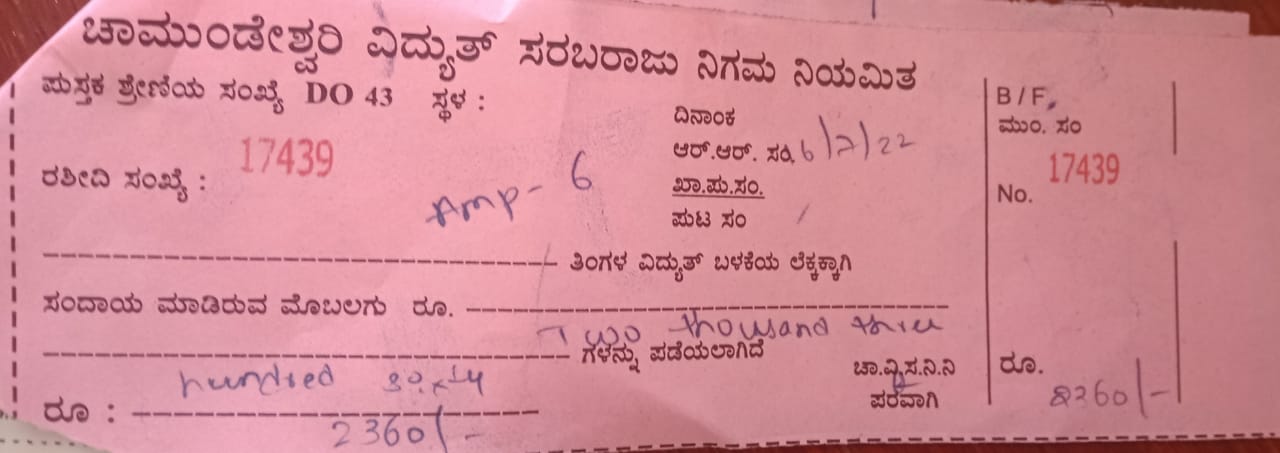 ಚಾಮುಂಡೇಶ್ವರಿ ವಿದ್ಯುತ್ ಸರಬರಾಜು ನಿಗಮ ನಿಯಮಿತ
ಪುಸ್ತಕ ಶ್ರೇಣಿಯ ಸಂಖ್ಯೆ DO 43 ಸ್ಥಳ :
ದಿನಾಂಕ
ಆರ್.ಆರ್. ಸಂ. 6/7/22
ರಶೀದಿ ಸಂಖ್ಯೆ : 17439
Amp - 6
ಖಾ.ಪು.ಸಂ.
ಪುಟ ಸಂ
ತಿಂಗಳ ವಿದ್ಯುತ್ ಬಳಕೆಯ ಲೆಕ್ಕಕ್ಕಾಗಿ
ಸಂದಾಯ ಮಾಡಿರುವ ಮೊಬಲಗು ರೂ.
Two thousand three
ಗಳನ್ನು ಪಡೆಯಲಾಗಿದೆ
hundred sixty
ಚಾ.ವಿ.ಸ.ನಿ.ನಿ
ಪರವಾಗಿ
ರೂ :
2360/-
B / F.
ಮುಂ. ಸಂ
17439
No.
ರೂ.
2360/-